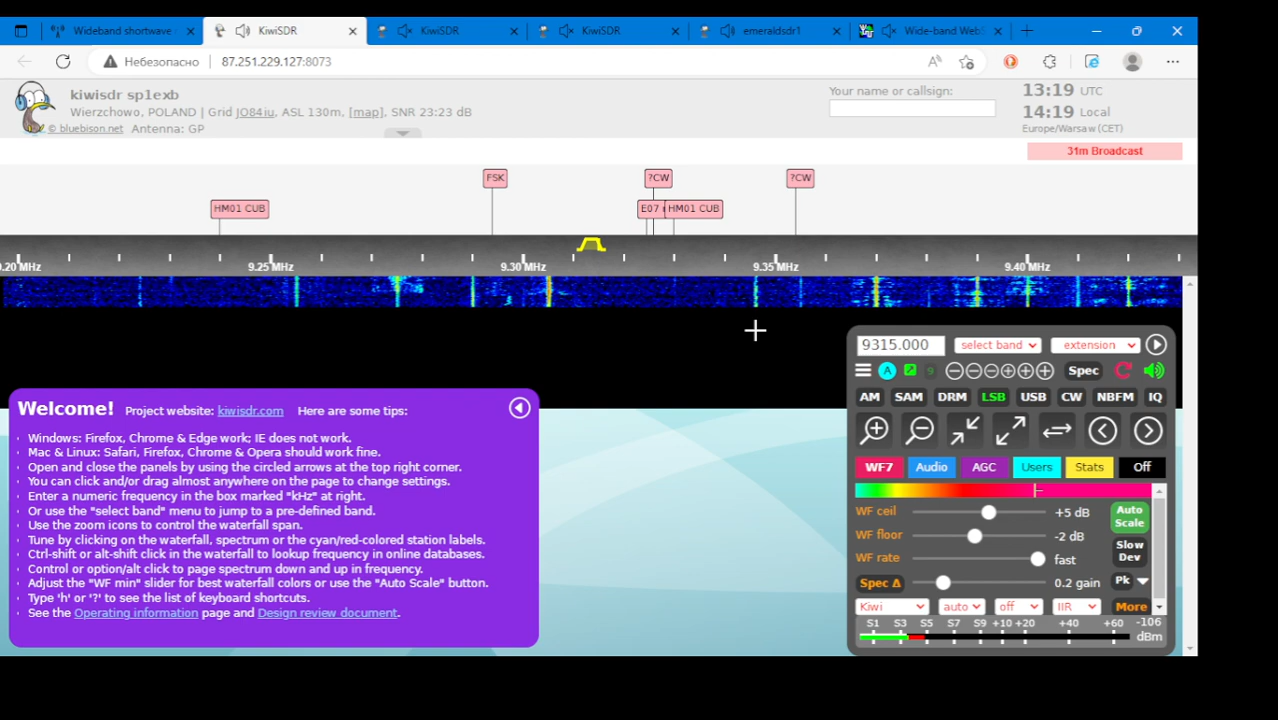 Wideband shortwave
KiwiSDR
KiwiSDR
KiwiSDR
emeraldsdr1
Wide-band WebS
Небезопасно | 87.251.229.127:8073
kiwisdr sp1exb
Wierzchowo, POLAND | Grid JO84iu, ASL 130m, [map], SNR 23:23 dB
© bluebison.net Antenna: GP
Your name or callsign:
13:19 UTC
14:19 Local
Europe/Warsaw (CET)
31m Broadcast
FSK ?CW ?CW
HM01 CUB E07 HM01 CUB
9.20 MHz 9.25 MHz 9.30 MHz 9.35 MHz 9.40 MHz
9315.000 select band extension
A 9 Spec
AM SAM DRM LSB USB CW NBFM IQ
WF7 Audio AGC Users Stats Off
WF ceil +5 dB Auto Scale
WF floor -2 dB
WF rate fast Slow Dev
Spec Δ 0.2 gain Pk
Kiwi auto off IIR More
S1 S3 S5 S7 S9 +10 +20 +40 +60 -106 dBm
Welcome! Project website: kiwisdr.com Here are some tips:
· Windows: Firefox, Chrome & Edge work; IE does not work.
· Mac & Linux: Safari, Firefox, Chrome & Opera should work fine.
· Open and close the panels by using the circled arrows at the top right corner.
· You can click and/or drag almost anywhere on the page to change settings.
· Enter a numeric frequency in the box marked "kHz" at right.
· Or use the "select band" menu to jump to a pre-defined band.
· Use the zoom icons to control the waterfall span.
· Tune by clicking on the waterfall, spectrum or the cyan/red-colored station labels.
· Ctrl-shift or alt-shift click in the waterfall to lookup frequency in online databases.
· Control or option/alt click to page spectrum down and up in frequency.
· Adjust the "WF min" slider for best waterfall colors or use the "Auto Scale" button.
· Type 'h' or '?' to see the list of keyboard shortcuts.
· See the Operating information page and Design review document.